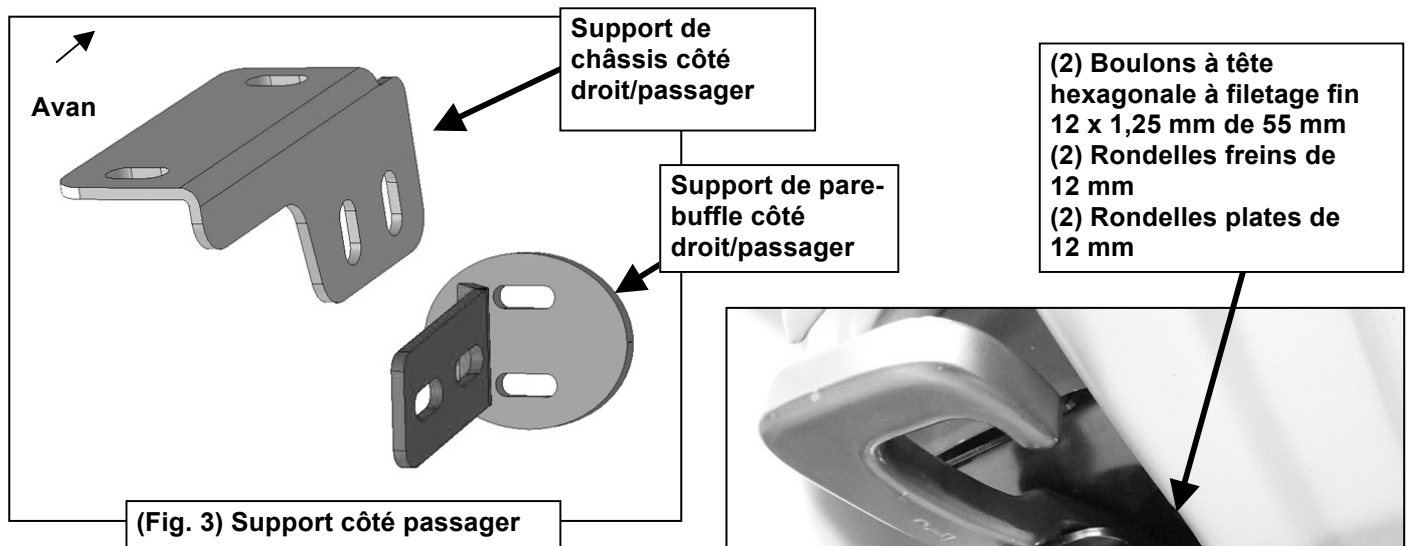 Avan
Support de
châssis côté
droit/passager
Support de pare-
buffle côté
droit/passager
(Fig. 3) Support côté passager
(2) Boulons à tête
hexagonale à filetage fin
12 x 1,25 mm de 55 mm
(2) Rondelles freins de
12 mm
(2) Rondelles plates de
12 mm